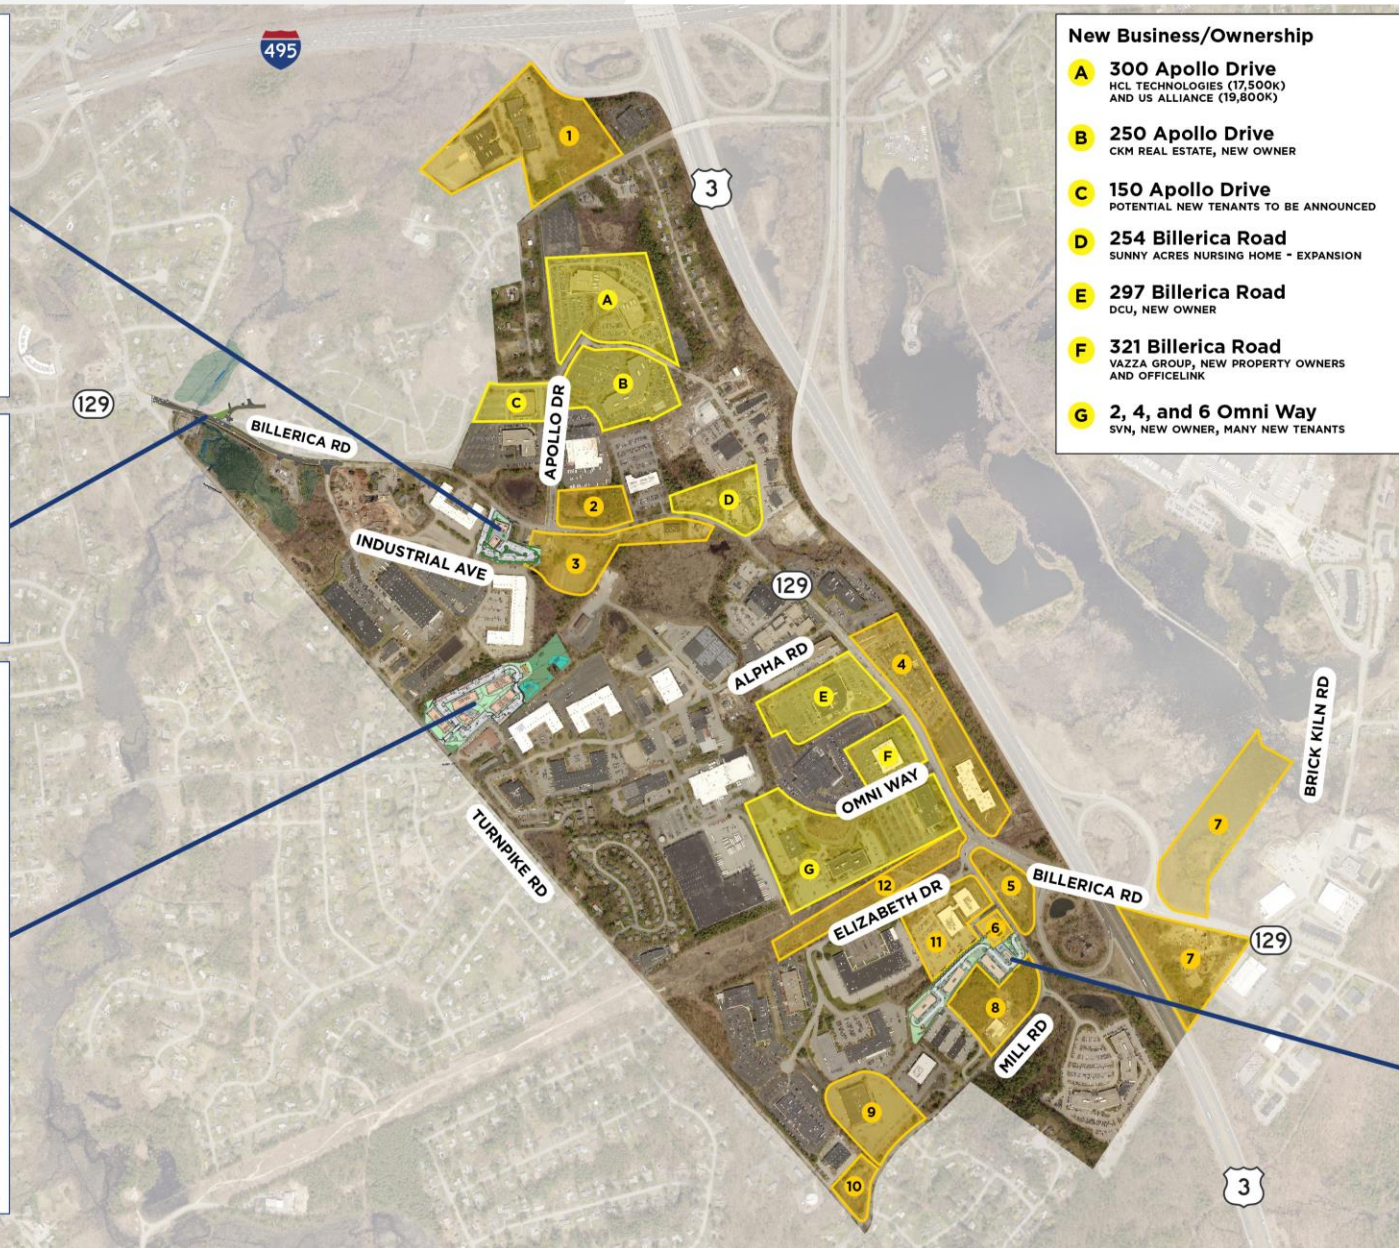 New Business/Ownership
A 300 Apollo Drive
HCL TECHNOLOGIES (17,500K)
AND US ALLIANCE (19,800K)
B 250 Apollo Drive
CKM REAL ESTATE, NEW OWNER
C 150 Apollo Drive
POTENTIAL NEW TENANTS TO BE ANNOUNCED
D 254 Billerica Road
SUNNY ACRES NURSING HOME - EXPANSION
E 297 Billerica Road
DCU, NEW OWNER
F 321 Billerica Road
VAZZA GROUP, NEW PROPERTY OWNERS
AND OFFICELINK
G 2, 4, and 6 Omni Way
SVN, NEW OWNER, MANY NEW TENANTS
495
1
3
A
B
C
APOLLO DR
129
BILLERICA RD
2
D
3
INDUSTRIAL AVE
129
ALPHA RD
4
E
F
OMNI WAY
BRICK KILN RD
TURNPIKE RD
7
G
12
5
BILLERICA RD
ELIZABETH DR
6
11
129
7
8
MILL RD
9
10
3